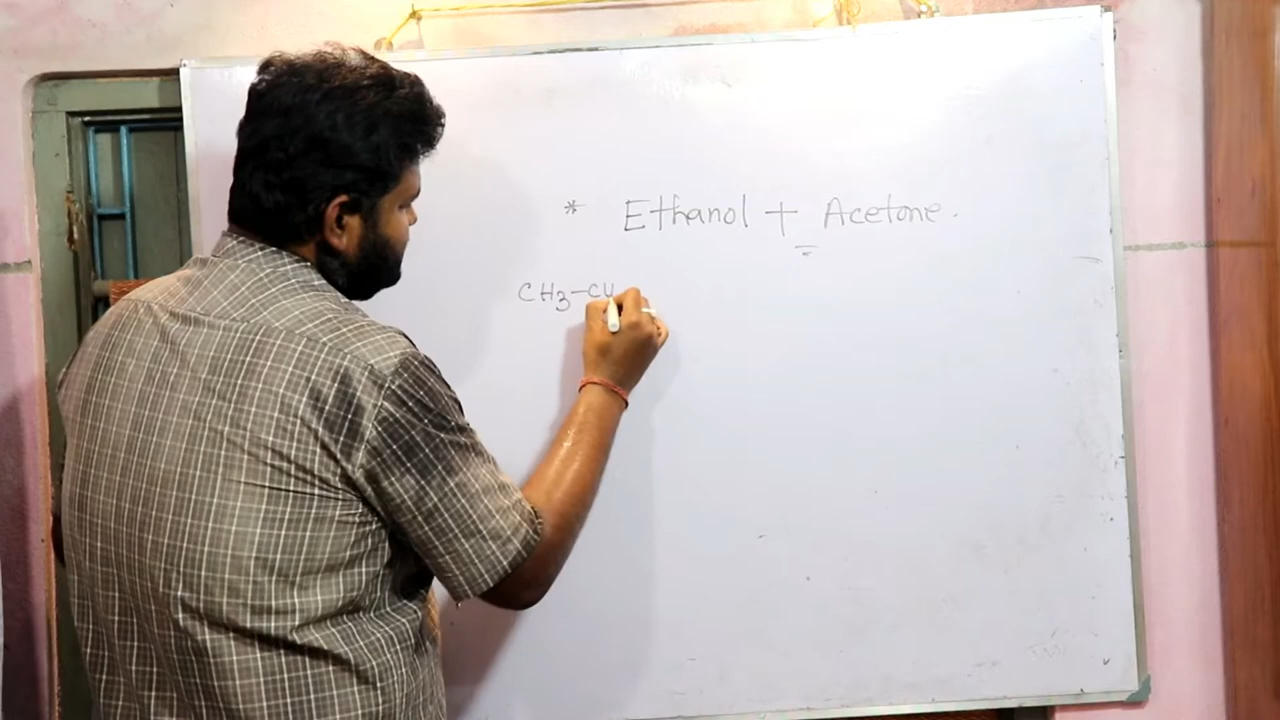 * Ethanol + Acetone.
CH3-CH